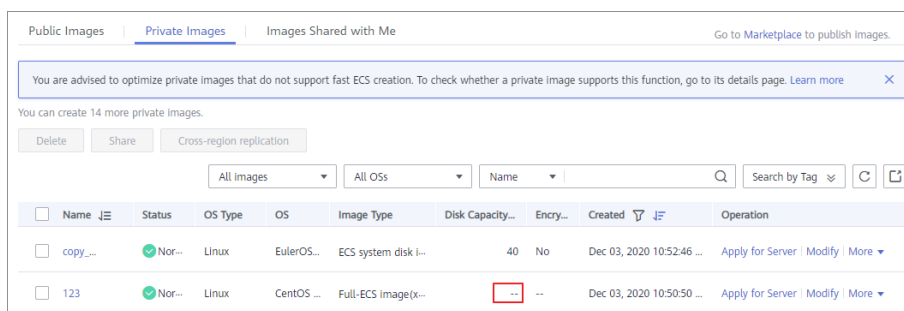 Public Images Private Images Images Shared with Me Go to Marketplace to publish images.
You are advised to optimize private images that do not support fast ECS creation. To check whether a private image supports this function, go to its details page. Learn more
You can create 14 more private images.
Delete Share Cross-region replication
All images All OSs Name Search by Tag
Name Status OS Type OS Image Type Disk Capacity... Encry... Created Operation
copy_... Nor... Linux EulerOS... ECS system disk i... 40 No Dec 03, 2020 10:52:46 ... Apply for Server Modify More
123 Nor... Linux CentOS ... Full-ECS image(x... -- -- Dec 03, 2020 10:50:50 ... Apply for Server Modify More